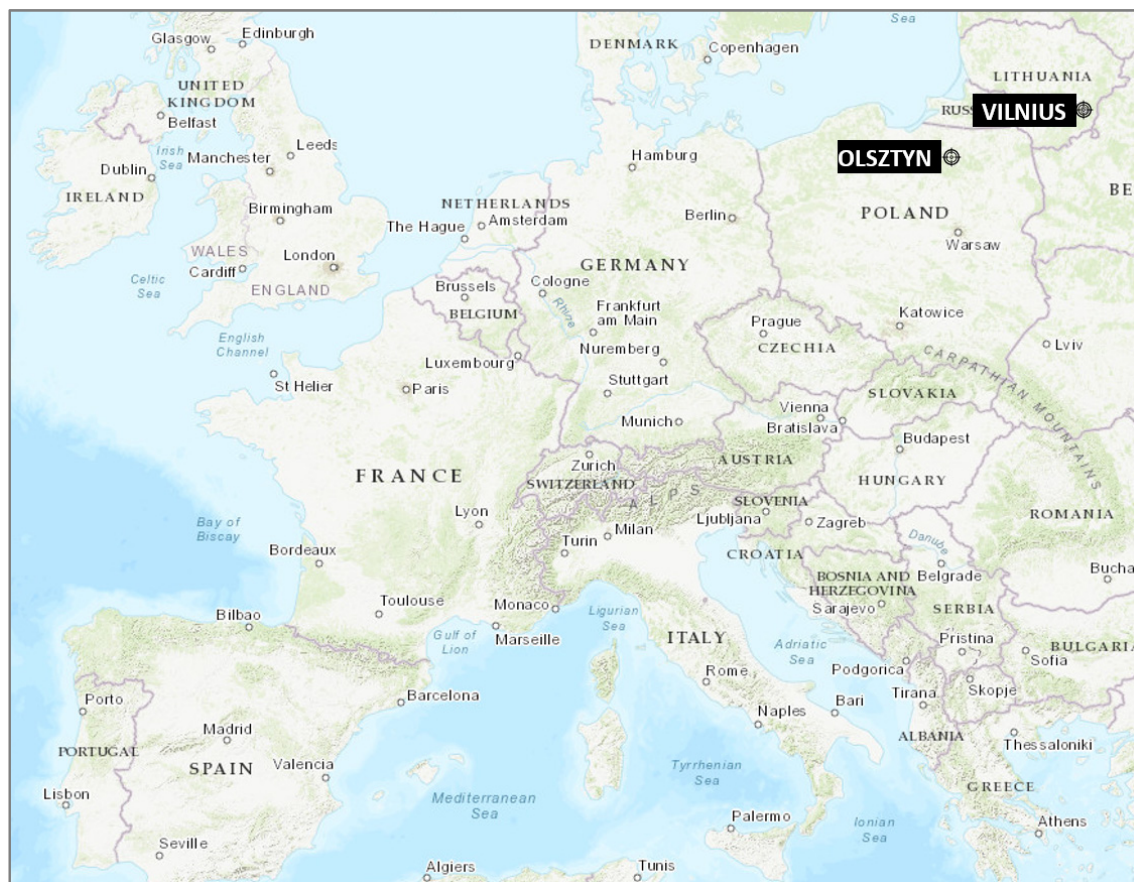 Sea
Glasgow
Edinburgh
DENMARK
Copenhagen
LITHUANIA
UNITED
KINGDOM
RUSS
VILNIUS
Belfast
Irish
Sea
Leeds
Manchester
Hamburg
OLSZTYN
Dublin
IRELAND
BE
NETHERLANDS
Birmingham
Amsterdam
The Hague
Berlin
POLAND
Warsaw
WALES
London
Cardiff
ENGLAND
Celtic
Sea
GERMANY
Brussels
BELGIUM
Cologne
Rhine
Frankfurt
am Main
Katowice
Prague
CZECHIA
Lviv
English
Channel
Luxembourg
Nuremberg
CARPATHIAN MOUNTAINS
St Helier
Paris
Stuttgart
SLOVAKIA
Vienna
Bratislava
Munich
Budapest
FRANCE
Zurich
SWITZERLAND
AUSTRIA
HUNGARY
ALPS
SLOVENIA
ROMANIA
Lyon
Ljubljana
Zagreb
Bay of
Biscay
Milan
Turin
Danube
Bordeaux
CROATIA
BOSNIA AND
HERZEGOVINA
Belgrade
Bucha
Toulouse
Monaco
Ligurian
Sea
Sarajevo
SERBIA
Bilbao
Marseille
Gulf of
Lion
ITALY
Adriatic
Sea
Pristina
BULGARIA
Sofia
Podgorica
Rome
Skopje
Porto
Barcelona
Tirana
Bari
Naples
Madrid
ALBANIA
Thessaloniki
PORTUGAL
SPAIN
Valencia
Tyrrhenian
Sea
GREECE
Lisbon
Mediterranean
Sea
Palermo
Ionian
Sea
Athens
Seville
Algiers
Tunis